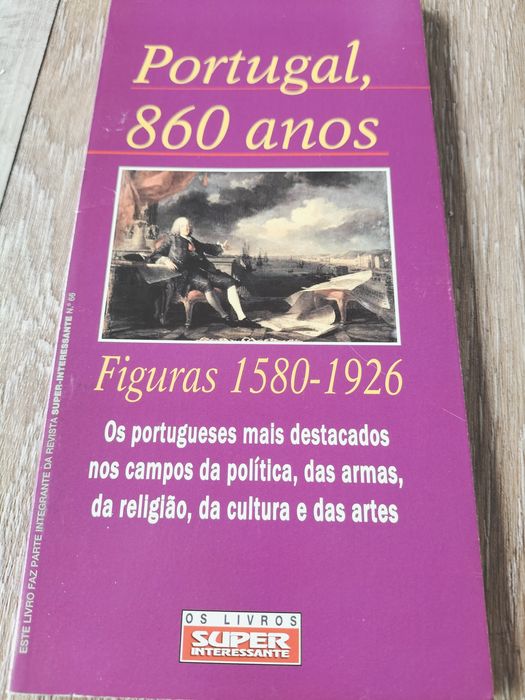 Portugal,
860 anos
Figuras 1580-1926
Os portugueses mais destacados
nos campos da política, das armas,
da religião, da cultura e das artes
ESTE LIVRO FAZ PARTE INTEGRANTE DA REVISTA SUPER-INTERESSANTE N.º 66
OS LIVROS
SUPER
INTERESSANTE